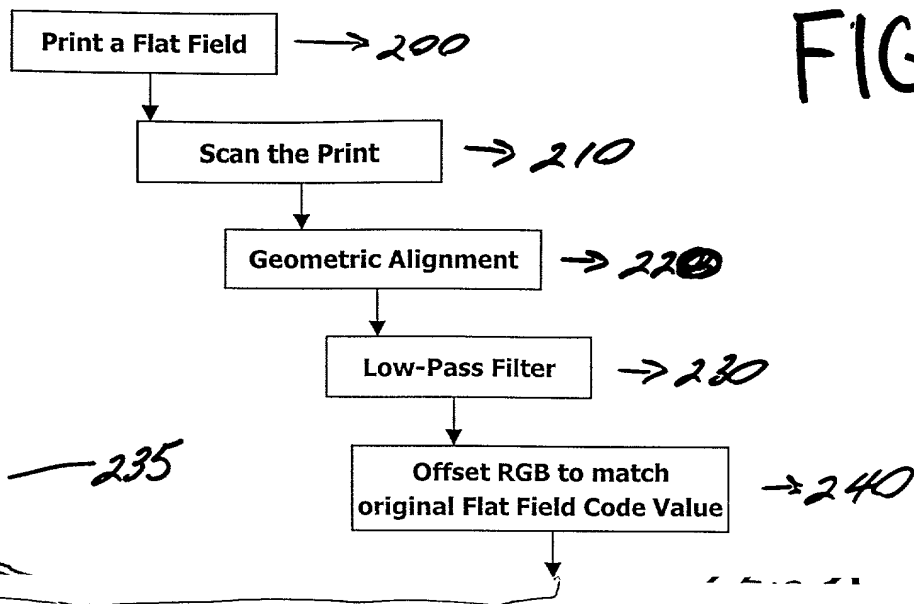 Print a Flat Field
200
FIG
Scan the Print
210
Geometric Alignment
220
Low-Pass Filter
230
235
Offset RGB to match
original Flat Field Code Value
240